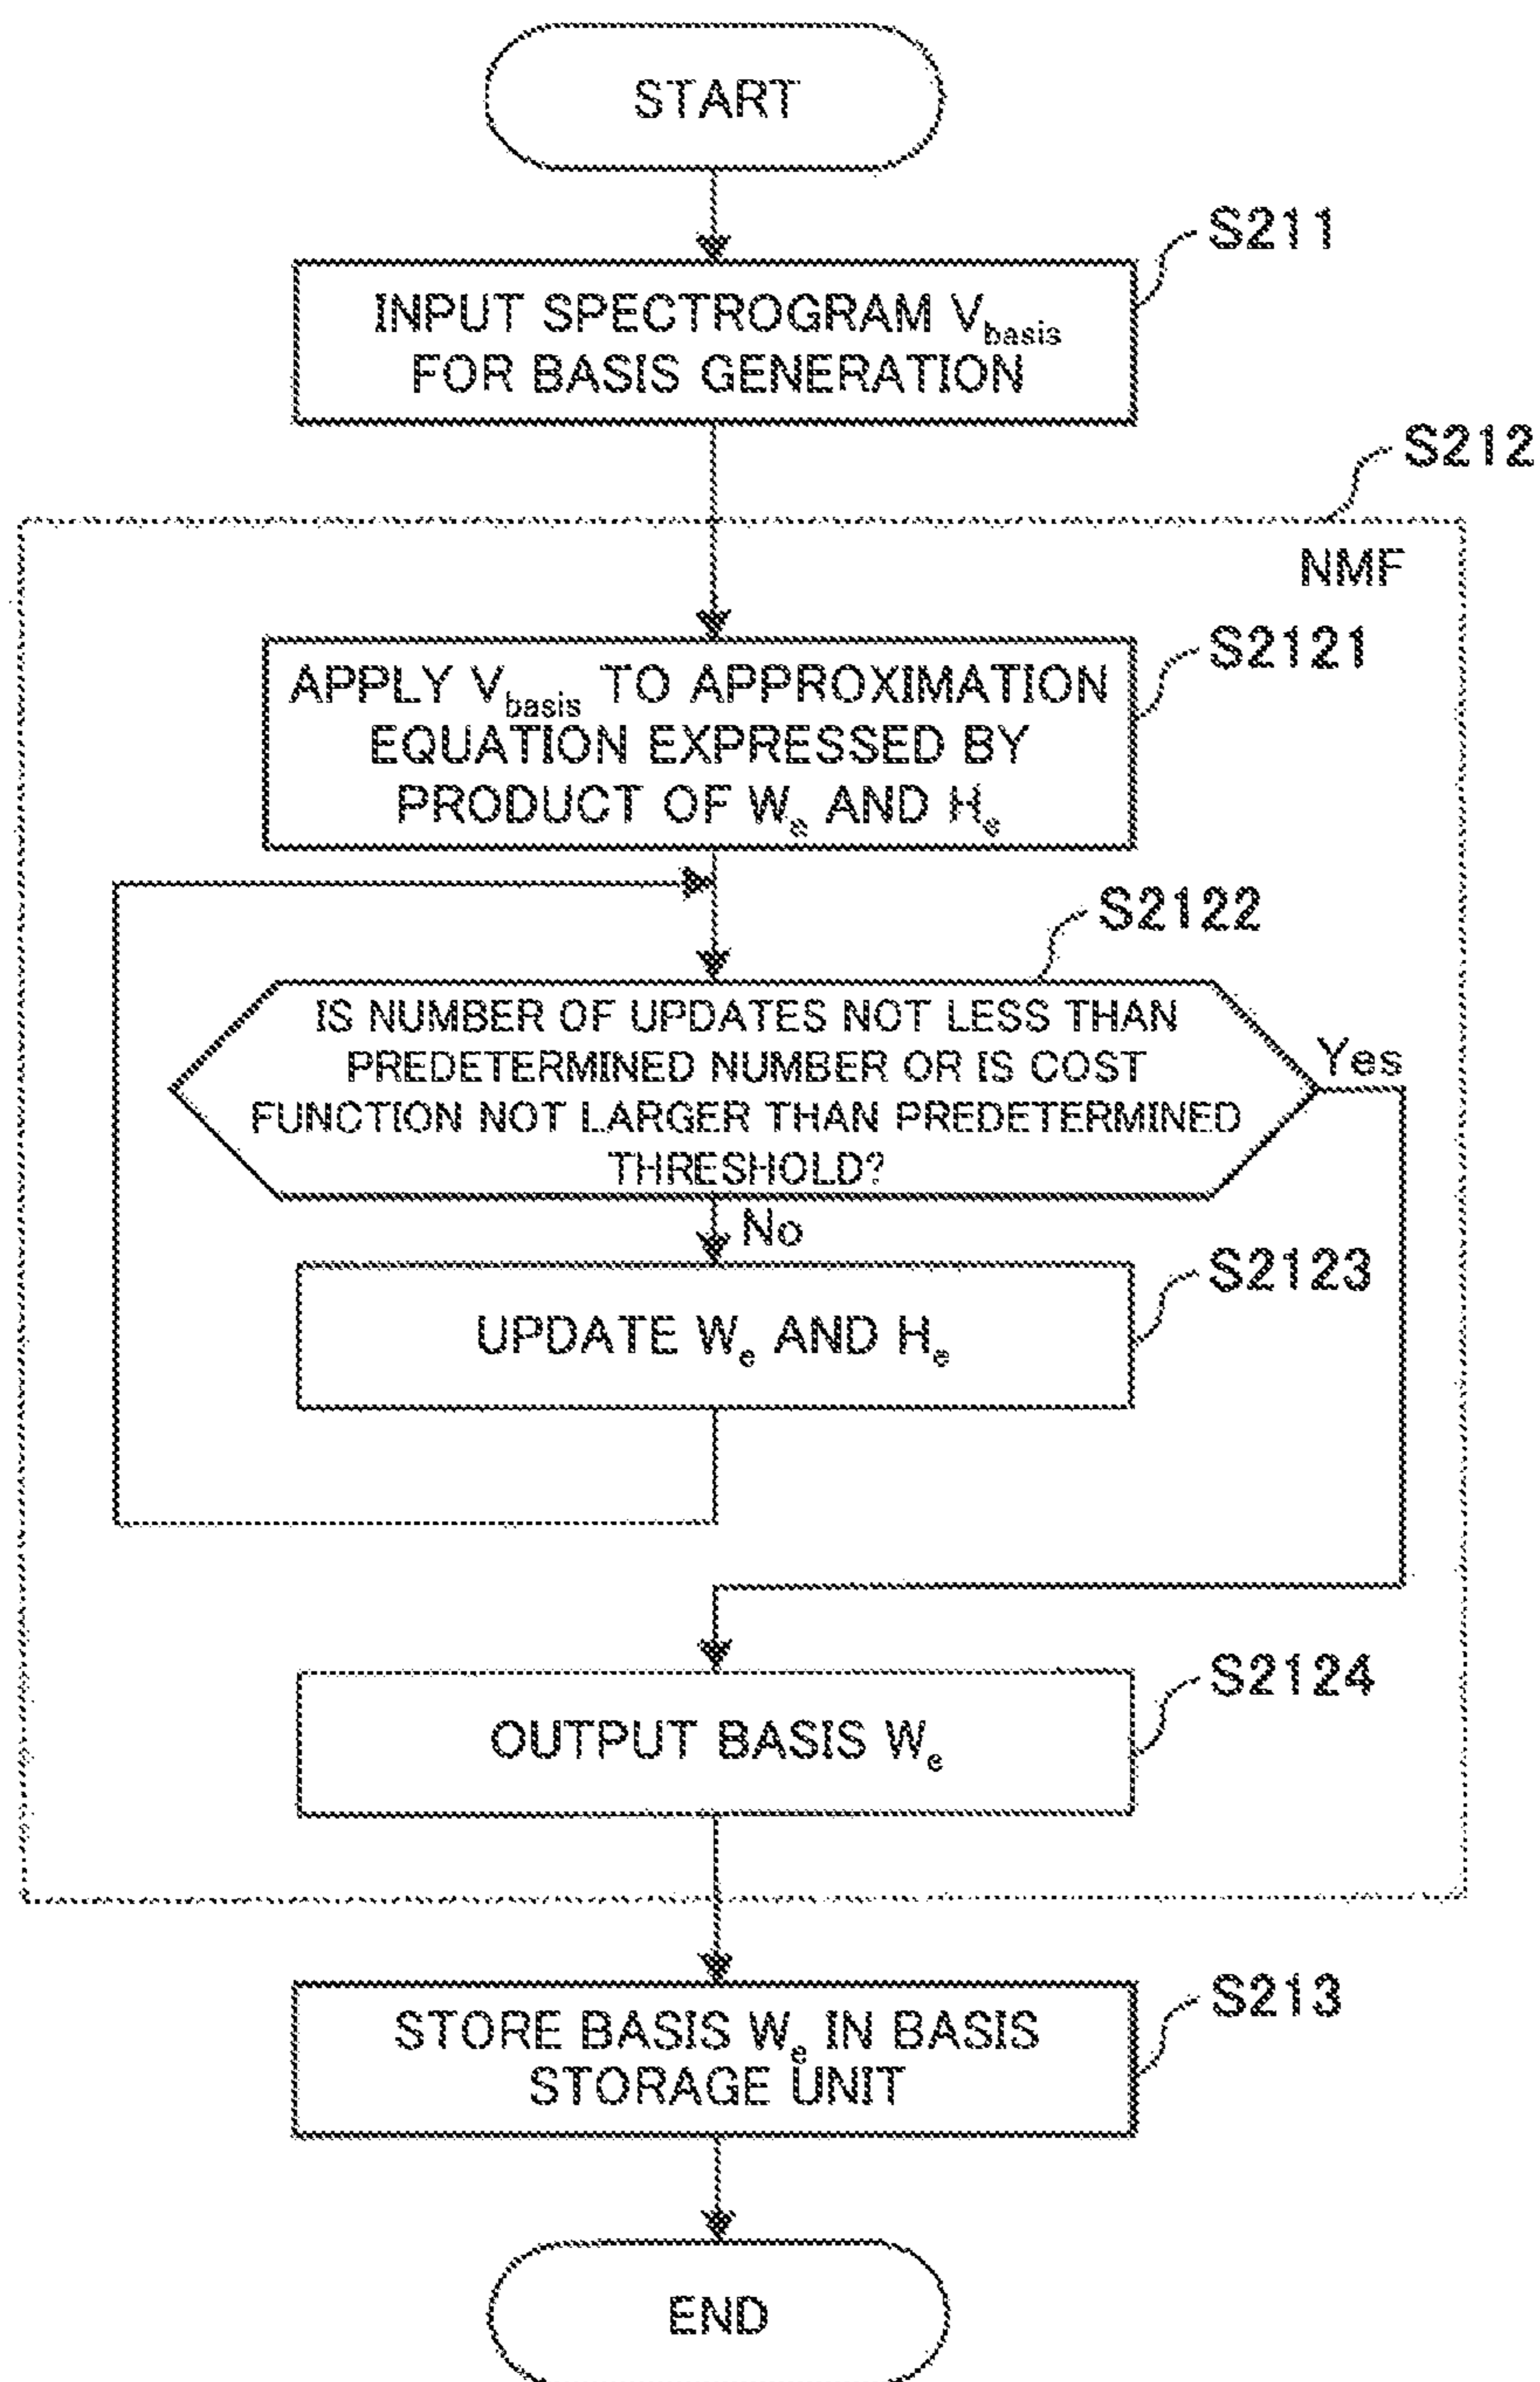 START
S211
INPUT SPECTROGRAM Vbasis
FOR BASIS GENERATION
S212
NMF
S2121
APPLY Vbasis TO APPROXIMATION
EQUATION EXPRESSED BY
PRODUCT OF We AND He
S2122
IS NUMBER OF UPDATES NOT LESS THAN
PREDETERMINED NUMBER OR IS COST
FUNCTION NOT LARGER THAN PREDETERMINED
THRESHOLD?
Yes
No
S2123
UPDATE We AND He
S2124
OUTPUT BASIS We
S213
STORE BASIS We IN BASIS
STORAGE UNIT
END